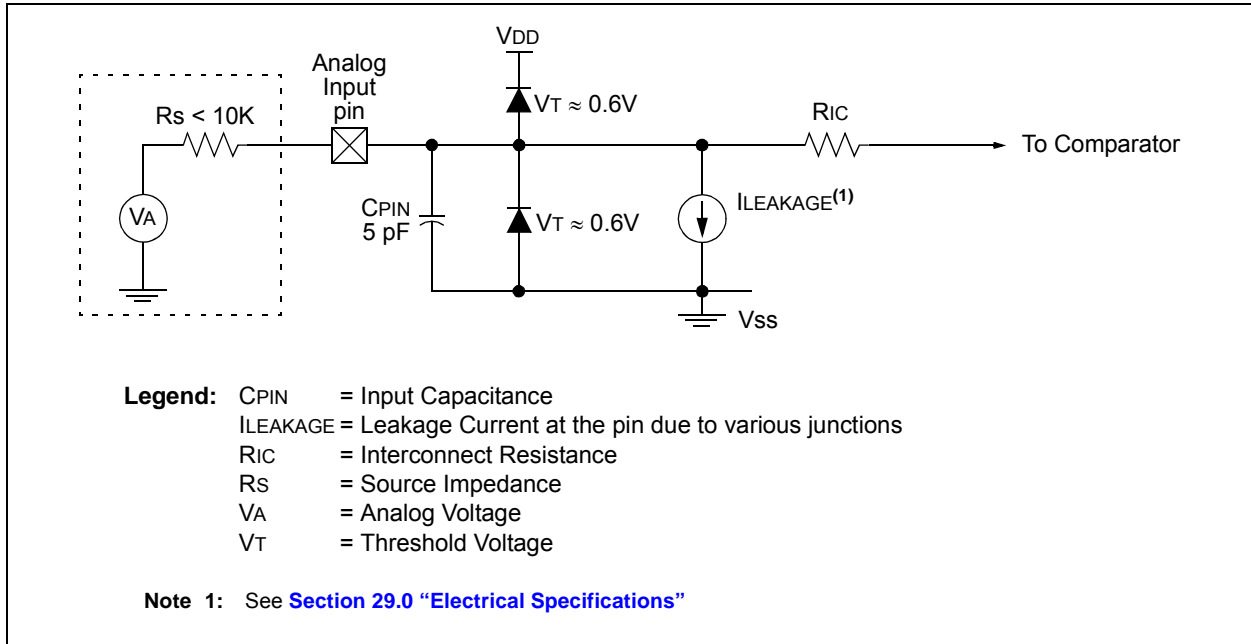 VDD
Analog
Input
pin
Rs < 10K
VT ≈ 0.6V
RIC
To Comparator
VA
CPIN
5 pF
VT ≈ 0.6V
ILEAKAGE(1)
Vss
Legend: CPIN = Input Capacitance
ILEAKAGE = Leakage Current at the pin due to various junctions
RIC = Interconnect Resistance
RS = Source Impedance
VA = Analog Voltage
VT = Threshold Voltage
Note 1: See Section 29.0 “Electrical Specifications”